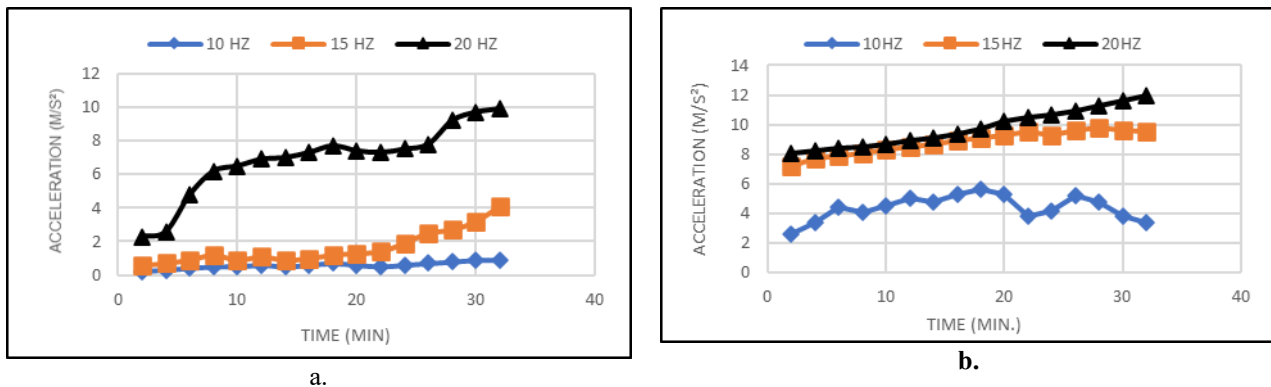 10 HZ 15 HZ 20 HZ
12
10
8
6
4
2
0
0 10 20 30 40
ACCELERATION (M/S²)
TIME (MIN)
a.
10HZ 15HZ 20HZ
14
12
10
8
6
4
2
0
0 10 20 30 40
ACCELERATION (M/S²)
TIME (MIN.)
b.